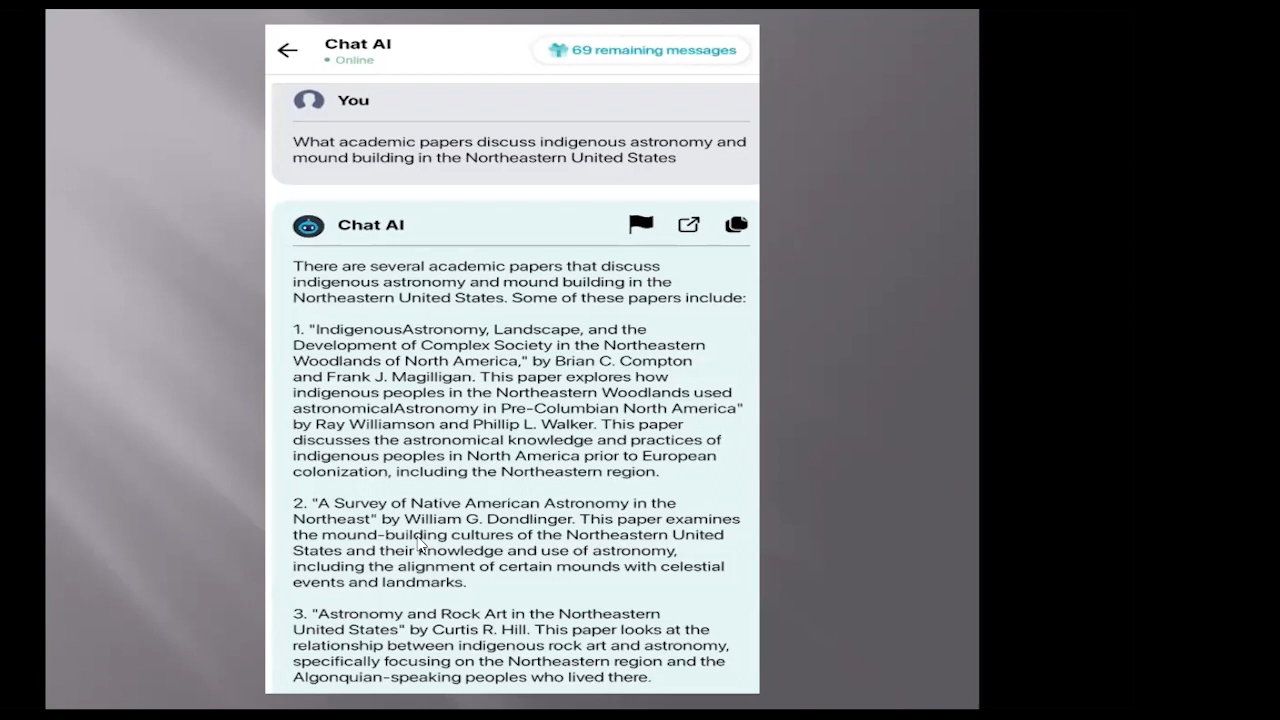 Chat AI
69 remaining messages
Online
You
What academic papers discuss indigenous astronomy and
mound building in the Northeastern United States
Chat AI
There are several academic papers that discuss
indigenous astronomy and mound building in the
Northeastern United States. Some of these papers include:
1. "IndigenousAstronomy, Landscape, and the
Development of Complex Society in the Northeastern
Woodlands of North America," by Brian C. Compton
and Frank J. Magilligan. This paper explores how
indigenous peoples in the Northeastern Woodlands used
astronomicalAstronomy in Pre-Columbian North America"
by Ray Williamson and Phillip L. Walker. This paper
discusses the astronomical knowledge and practices of
indigenous peoples in North America prior to European
colonization, including the Northeastern region.
2. "A Survey of Native American Astronomy in the
Northeast" by William G. Dondlinger. This paper examines
the mound-building cultures of the Northeastern United
States and their knowledge and use of astronomy,
including the alignment of certain mounds with celestial
events and landmarks.
3. "Astronomy and Rock Art in the Northeastern
United States" by Curtis R. Hill. This paper looks at the
relationship between indigenous rock art and astronomy,
specifically focusing on the Northeastern region and the
Algonquian-speaking peoples who lived there.